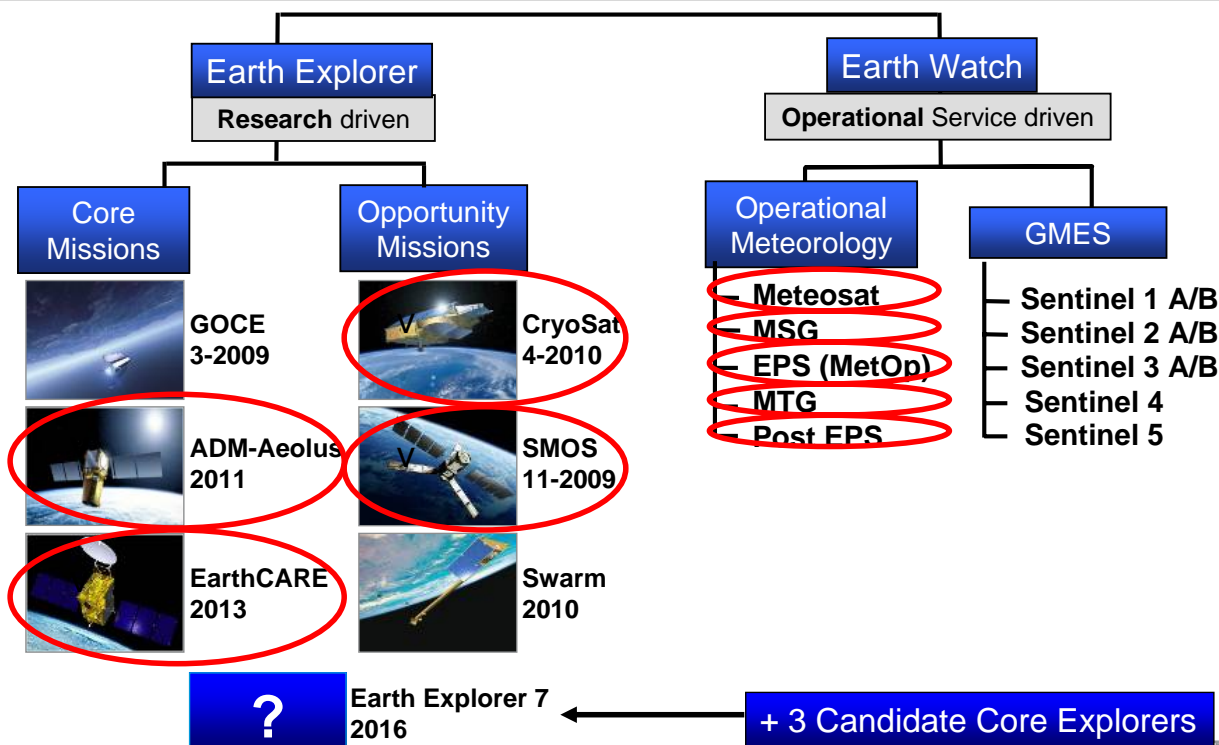 Earth Explorer
Research driven
Core
Missions
GOCE
3-2009
ADM-Aeolus
2011
EarthCARE
2013
Opportunity
Missions
V
CryoSat
4-2010
V
SMOS
11-2009
Swarm
2010
?
Earth Explorer 7
2016
+ 3 Candidate Core Explorers
Earth Watch
Operational Service driven
Operational
Meteorology
Meteosat
MSG
EPS (MetOp)
MTG
Post EPS
GMES
Sentinel 1 A/B
Sentinel 2 A/B
Sentinel 3 A/B
Sentinel 4
Sentinel 5